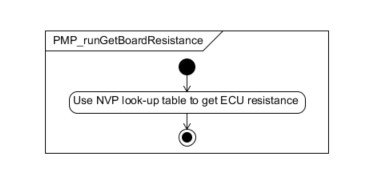 PMP_runGetBoardResistance
Use NVP look-up table to get ECU resistance